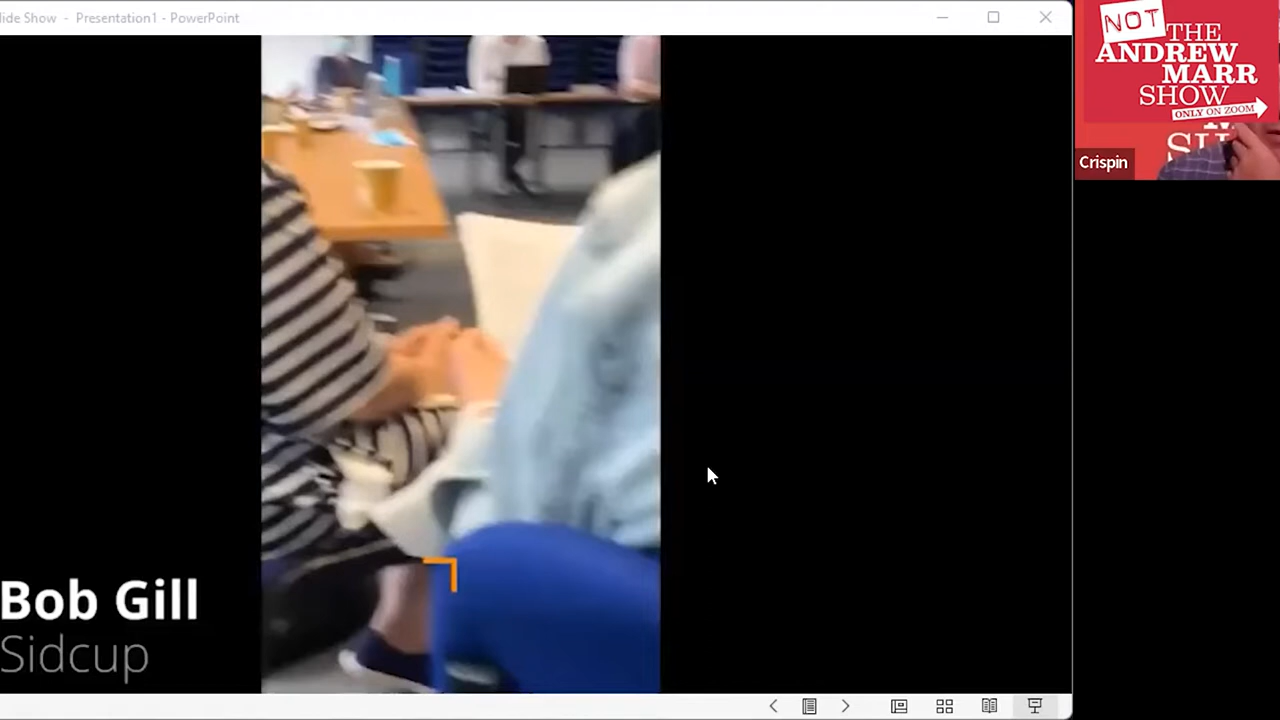 lide Show - Presentation1 - PowerPoint
NOT
THE
ANDREW
MARR
SHOW
ONLY ON ZOOM
Crispin
Bob Gill
Sidcup